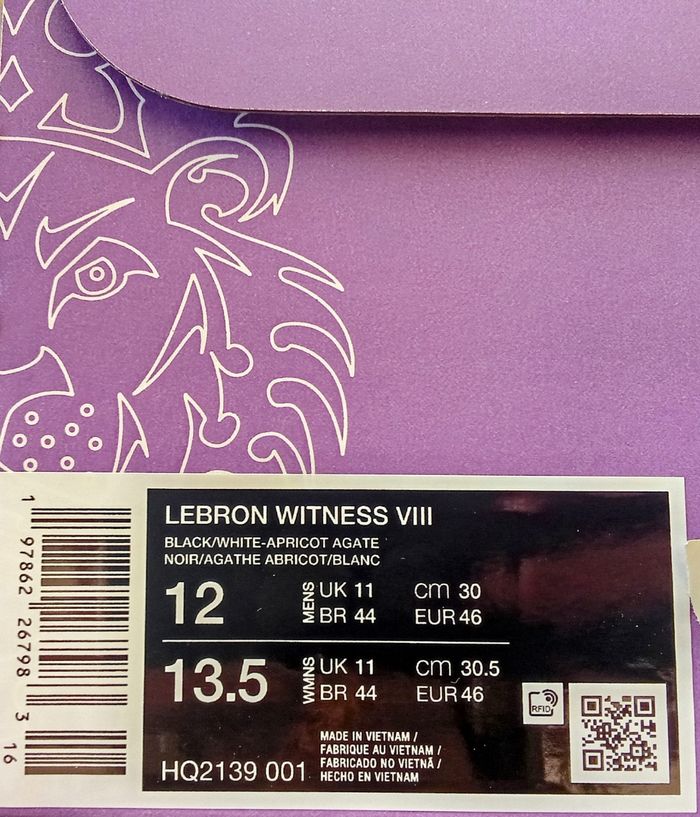 LEBRON WITNESS VIII
BLACK/WHITE-APRICOT AGATE
NOIR/AGATHE ABRICOT/BLANC
12 MENS UK 11 cm 30
BR 44 EUR 46
13.5 WMNS UK 11 cm 30.5
BR 44 EUR 46
RFID
MADE IN VIETNAM /
FABRIQUE AU VIETNAM /
FABRICADO NO VIETNÃ /
HECHO EN VIETNAM
HQ2139 001
1 97862 26798 3 16